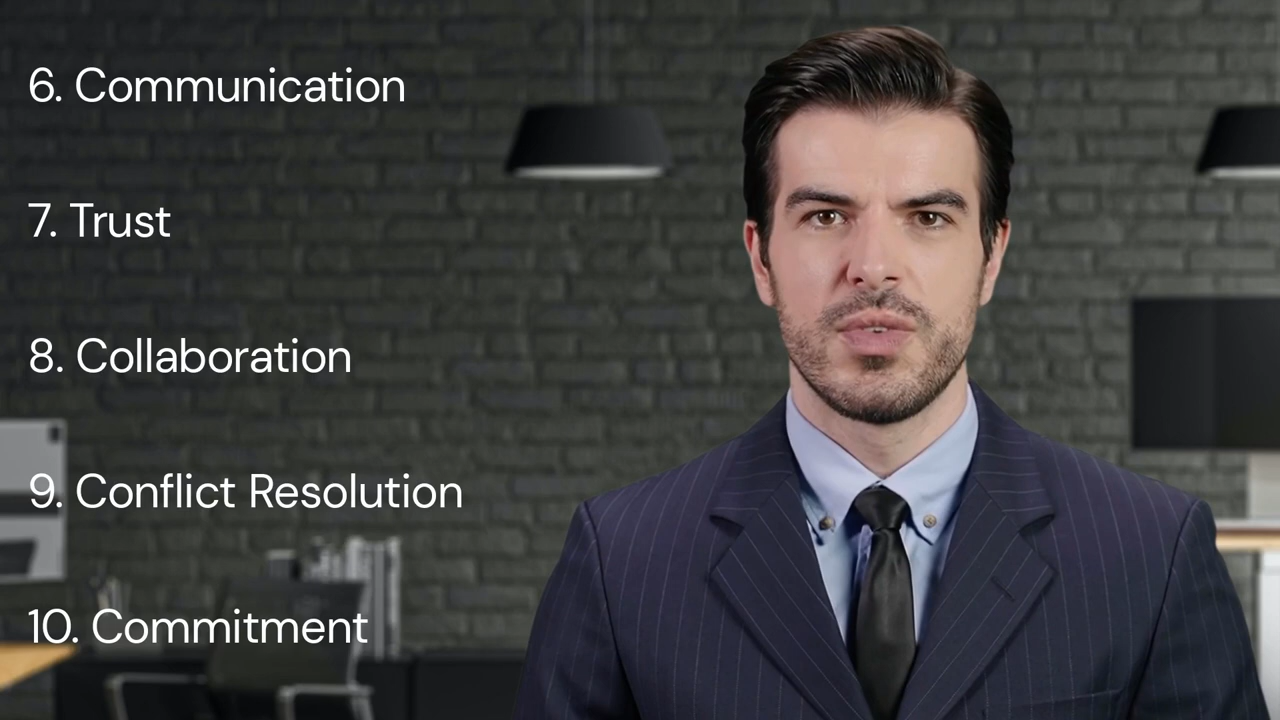 6. Communication
7. Trust
8. Collaboration
9. Conflict Resolution
10. Commitment